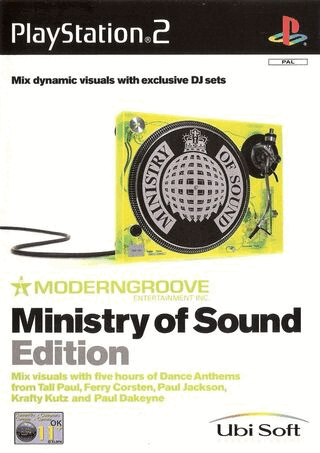 PlayStation®2
PAL
Mix dynamic visuals with exclusive DJ sets
MINISTRY OF SOUND
MODERNGROOVE
ENTERTAINMENT INC.
Ministry of Sound
Edition
Mix visuals with five hours of Dance Anthems
from Tall Paul, Ferry Corsten, Paul Jackson,
Krafty Kutz and Paul Dakeyne
11+
OK
Ubi Soft